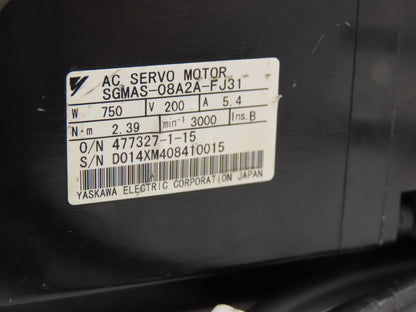 AC SERVO MOTOR
SGMAS-08A2A-FJ31
W 750 V 200 A 5.4
N·m 2.39 min⁻¹ 3000 Ins. B
O/N 477327-1-15
S/N D014XM408410015
YASKAWA ELECTRIC CORPORATION JAPAN